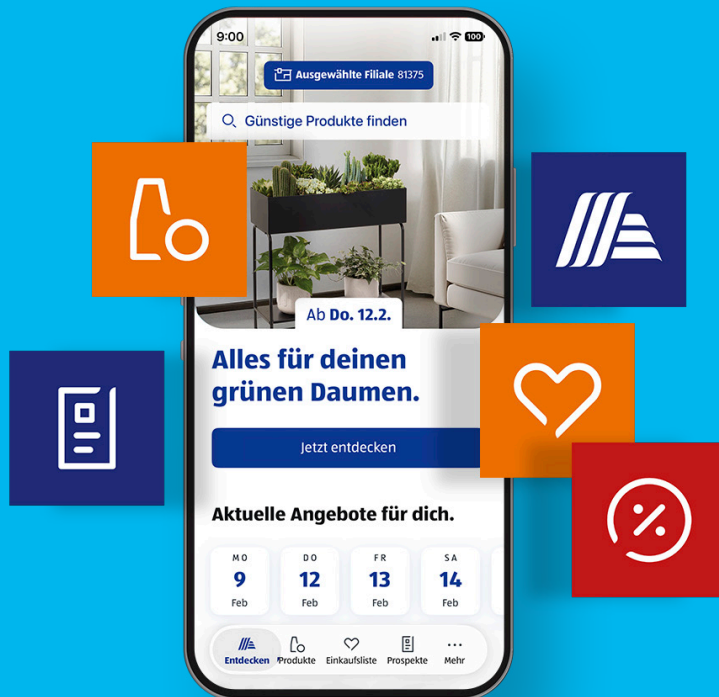 9:00
100
Ausgewählte Filiale 81375
Günstige Produkte finden
Ab Do. 12.2.
Alles für deinen
grünen Daumen.
Jetzt entdecken
Aktuelle Angebote für dich.
MO DO FR SA
9 12 13 14
Feb Feb Feb Feb
Entdecken Produkte Einkaufsliste Prospekte Mehr